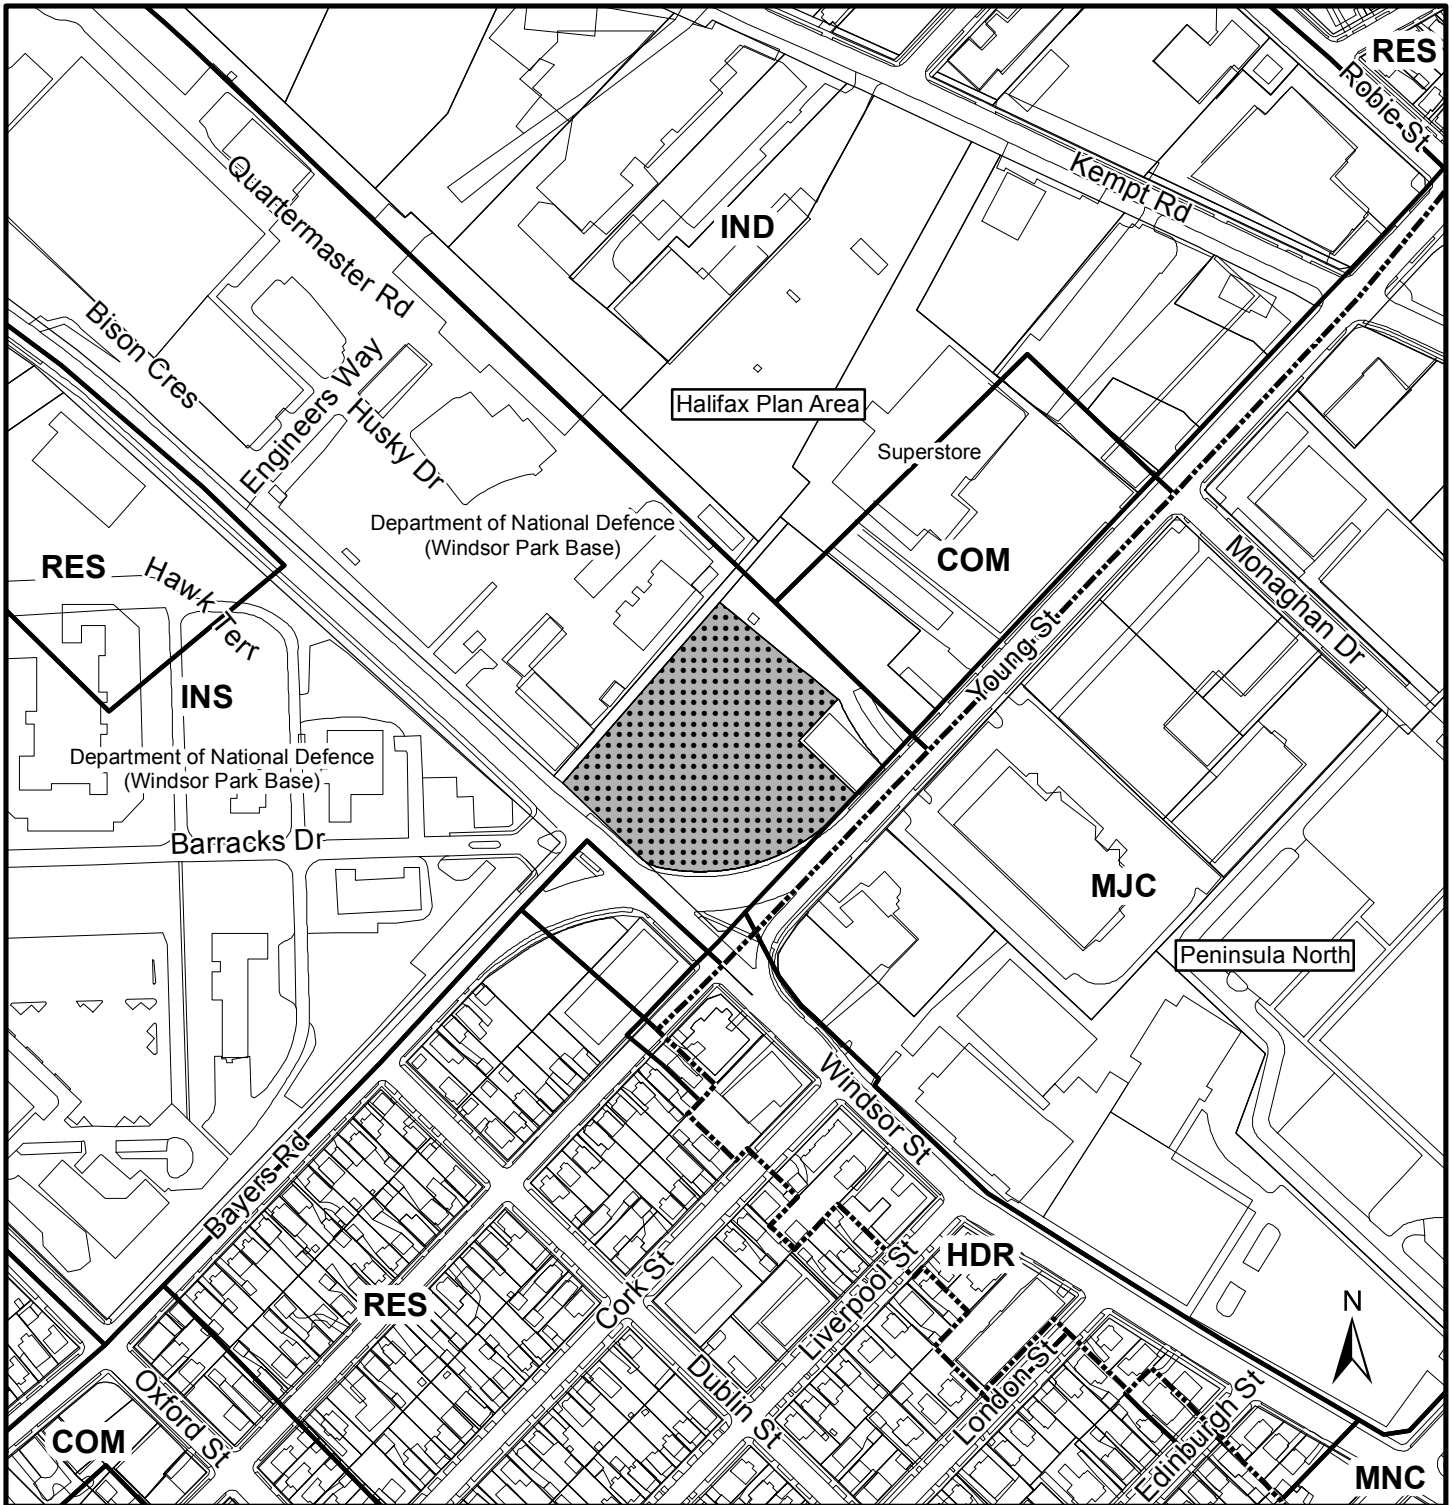 RES
Robie St
Kempt Rd
Quartermaster Rd
IND
Bison Cres
Engineers Way
Husky Dr
Halifax Plan Area
Superstore
Department of National Defence
(Windsor Park Base)
COM
RES
Hawk Terr
Monaghan Dr
Young St
INS
Department of National Defence
(Windsor Park Base)
Barracks Dr
MJC
Peninsula North
Windsor St
Bayers Rd
HDR
RES
Cork St
Liverpool St
N
London St
Dublin St
Oxford St
Edinburgh St
COM
MNC